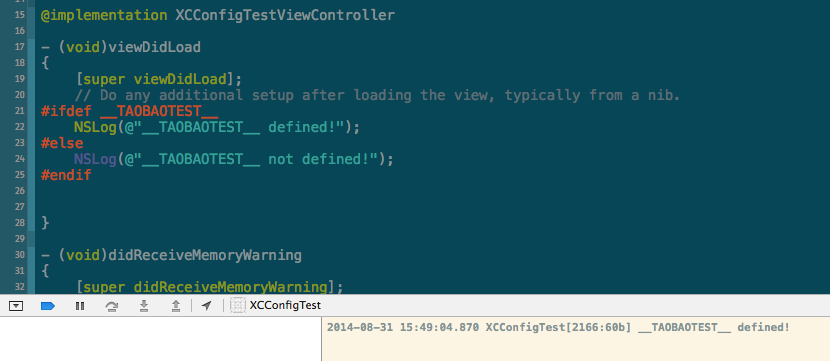 15 @implementation XCConfigTestViewController
16
17 - (void)viewDidLoad
18 {
19     [super viewDidLoad];
20     // Do any additional setup after loading the view, typically from a nib.
21 #ifdef __TAOBAOTEST__
22     NSLog(@"__TAOBAOTEST__ defined!");
23 #else
24     NSLog(@"__TAOBAOTEST__ not defined!");
25 #endif
26
27
28 }
29
30 - (void)didReceiveMemoryWarning
31 {
32     [super didReceiveMemoryWarning];
XCConfigTest
2014-08-31 15:49:04.870 XCConfigTest[2166:60b] __TAOBAOTEST__ defined!